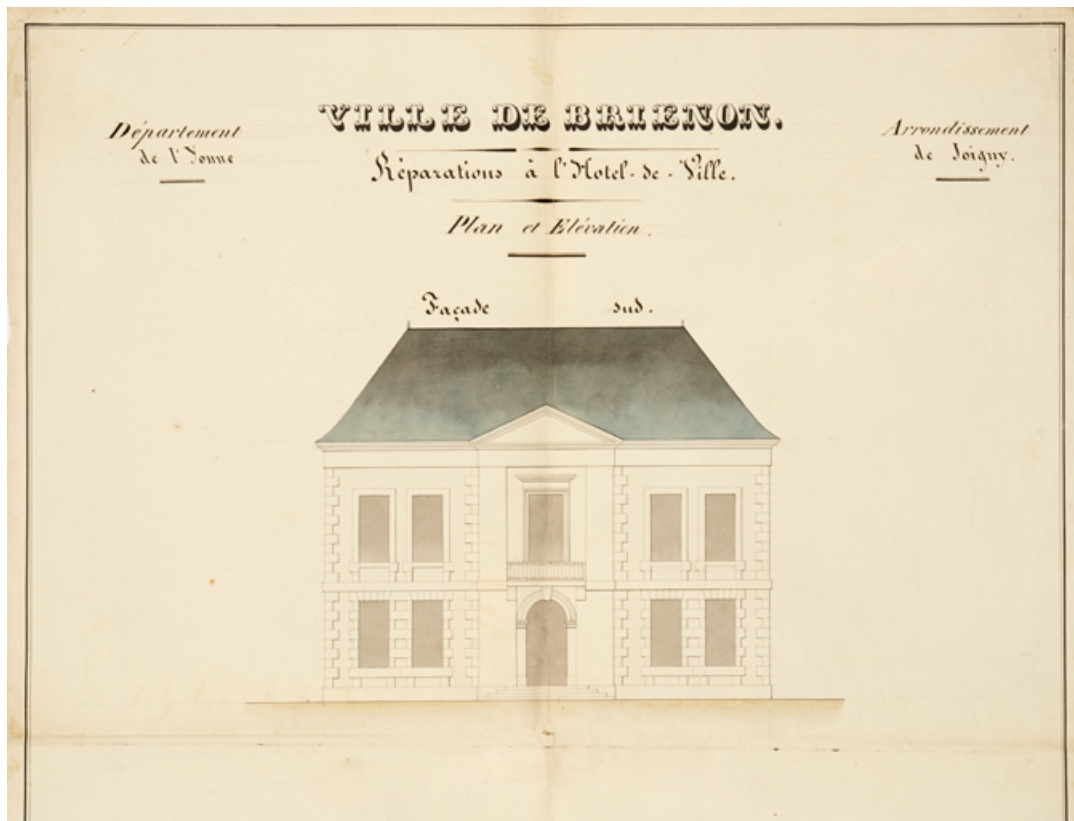 VILLE DE BRIENON.
Département
de l'Yonne
Arrondissement
de Joigny.
Réparations à l'Hotel-de-Ville.
Plan et Elévation.
Façade sud.